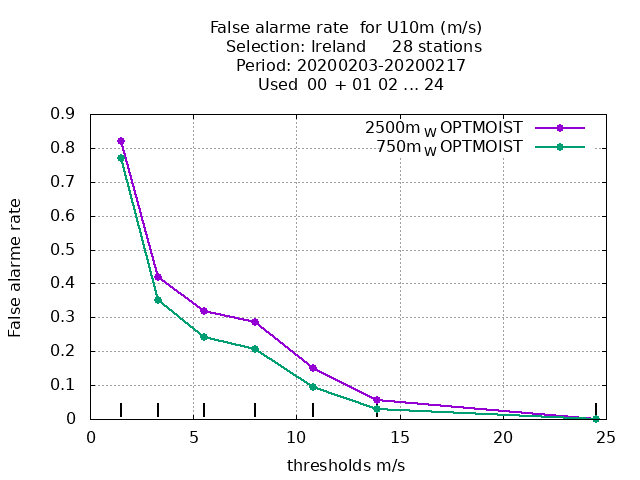 False alarme rate  for U10m (m/s)
Selection: Ireland     28 stations
Period: 20200203-20200217
Used  00  + 01 02 ... 24
2500m W OPTMOIST
750m W OPTMOIST
0.9
0.8
0.7
0.6
0.5
0.4
0.3
0.2
0.1
0
False alarme rate
0 5 10 15 20 25
thresholds m/s